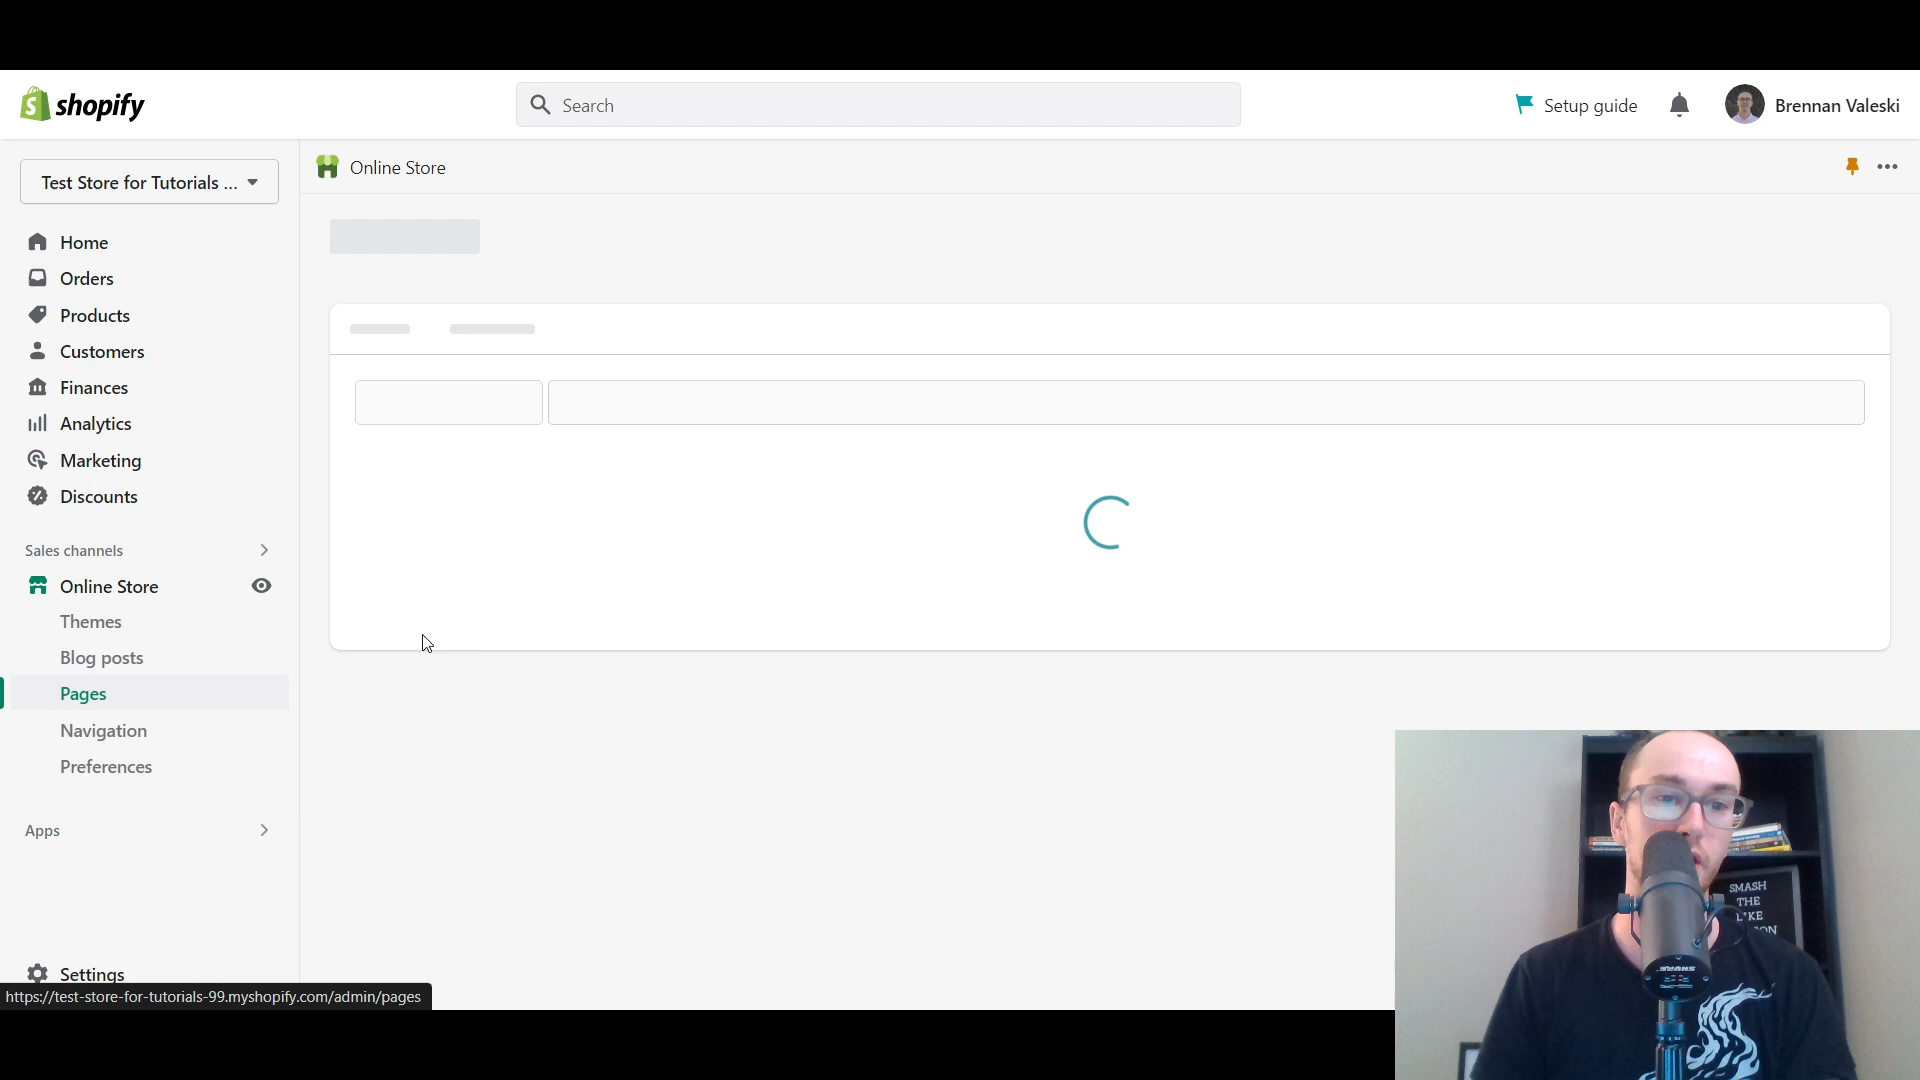 shopify
Search
Setup guide
Brennan Valeski
Test Store for Tutorials ...
Online Store
Home
Orders
Products
Customers
Finances
Analytics
Marketing
Discounts
Sales channels
Online Store
Themes
Blog posts
Pages
Navigation
Preferences
Apps
Settings
https://test-store-for-tutorials-99.myshopify.com/admin/pages
SMASH
THE
SHURE